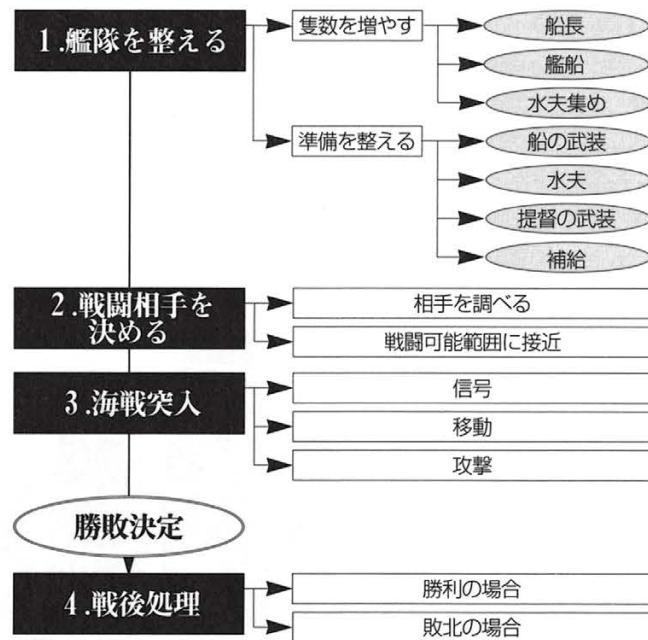 1.艦隊を整える
隻数を増やす
船長
艦船
水夫集め
準備を整える
船の武装
水夫
提督の武装
補給
2.戦闘相手を
決める
相手を調べる
戦闘可能範囲に接近
3.海戦突入
信号
移動
攻撃
勝敗決定
4.戦後処理
勝利の場合
敗北の場合